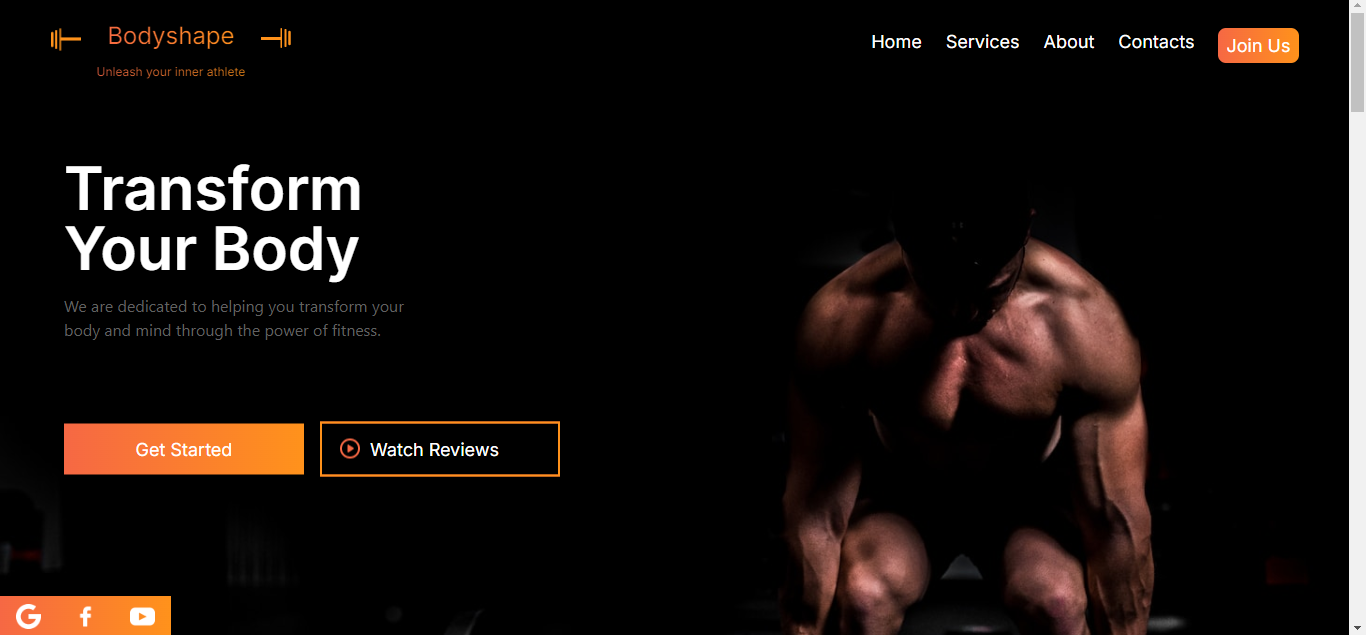 Bodyshape
Unleash your inner athlete
Home Services About Contacts Join Us
Transform
Your Body
We are dedicated to helping you transform your
body and mind through the power of fitness.
Get Started
Watch Reviews